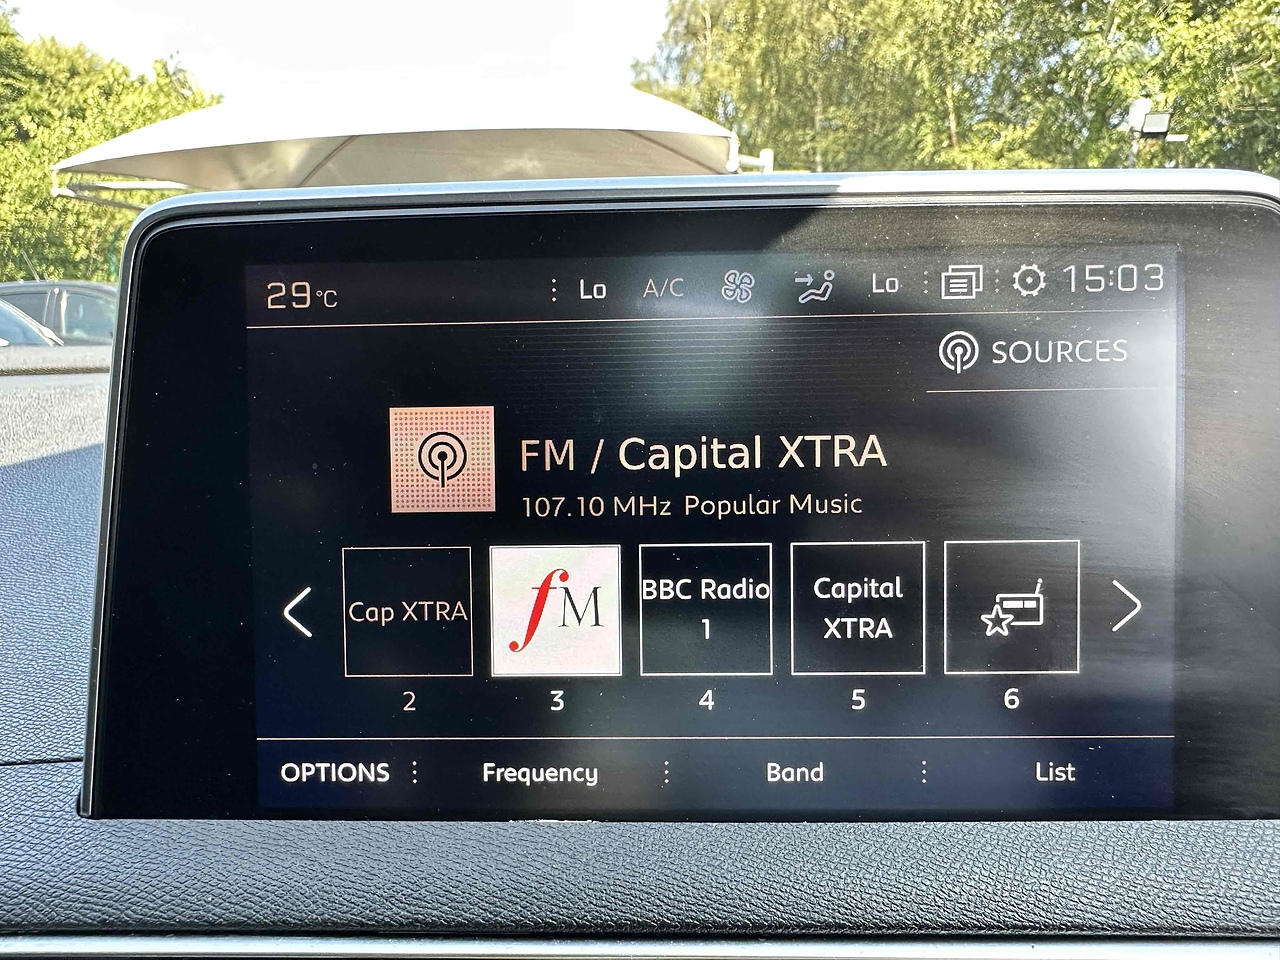 29°C Lo A/C Lo 15:03
SOURCES
FM / Capital XTRA
107.10 MHz Popular Music
Cap XTRA
fM
BBC Radio
1
Capital
XTRA
2 3 4 5 6
OPTIONS Frequency Band List